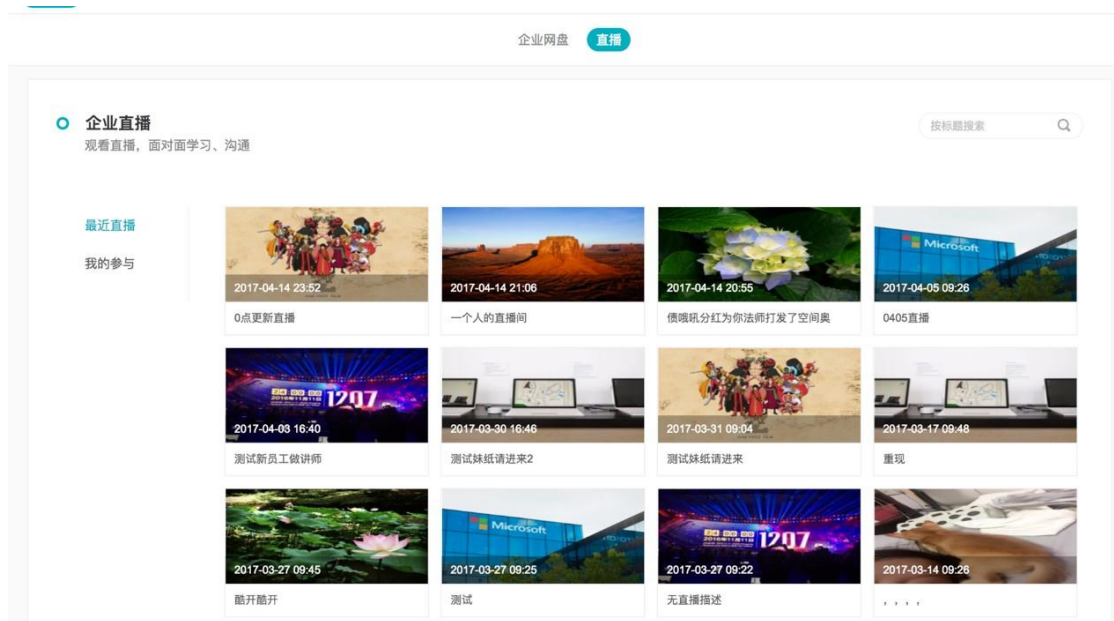 企业网盘 直播
企业直播
观看直播，面对面学习、沟通
按标题搜索
最近直播
我的参与
2017-04-14 23:52
0点更新直播
2017-04-14 21:06
一个人的直播间
2017-04-14 20:55
债哦吼分红为你法师打发了空间奥
Microsoft
2017-04-05 09:26
0405直播
1207
2017-04-03 16:40
测试新员工做讲师
2017-03-30 16:46
测试妹纸请进来2
2017-03-31 09:04
测试妹纸请进来
2017-03-17 09:48
重现
2017-03-27 09:45
酷开酷开
Microsoft
2017-03-27 09:25
测试
1207
2017-03-27 09:22
无直播描述
2017-03-14 09:26
，，，，